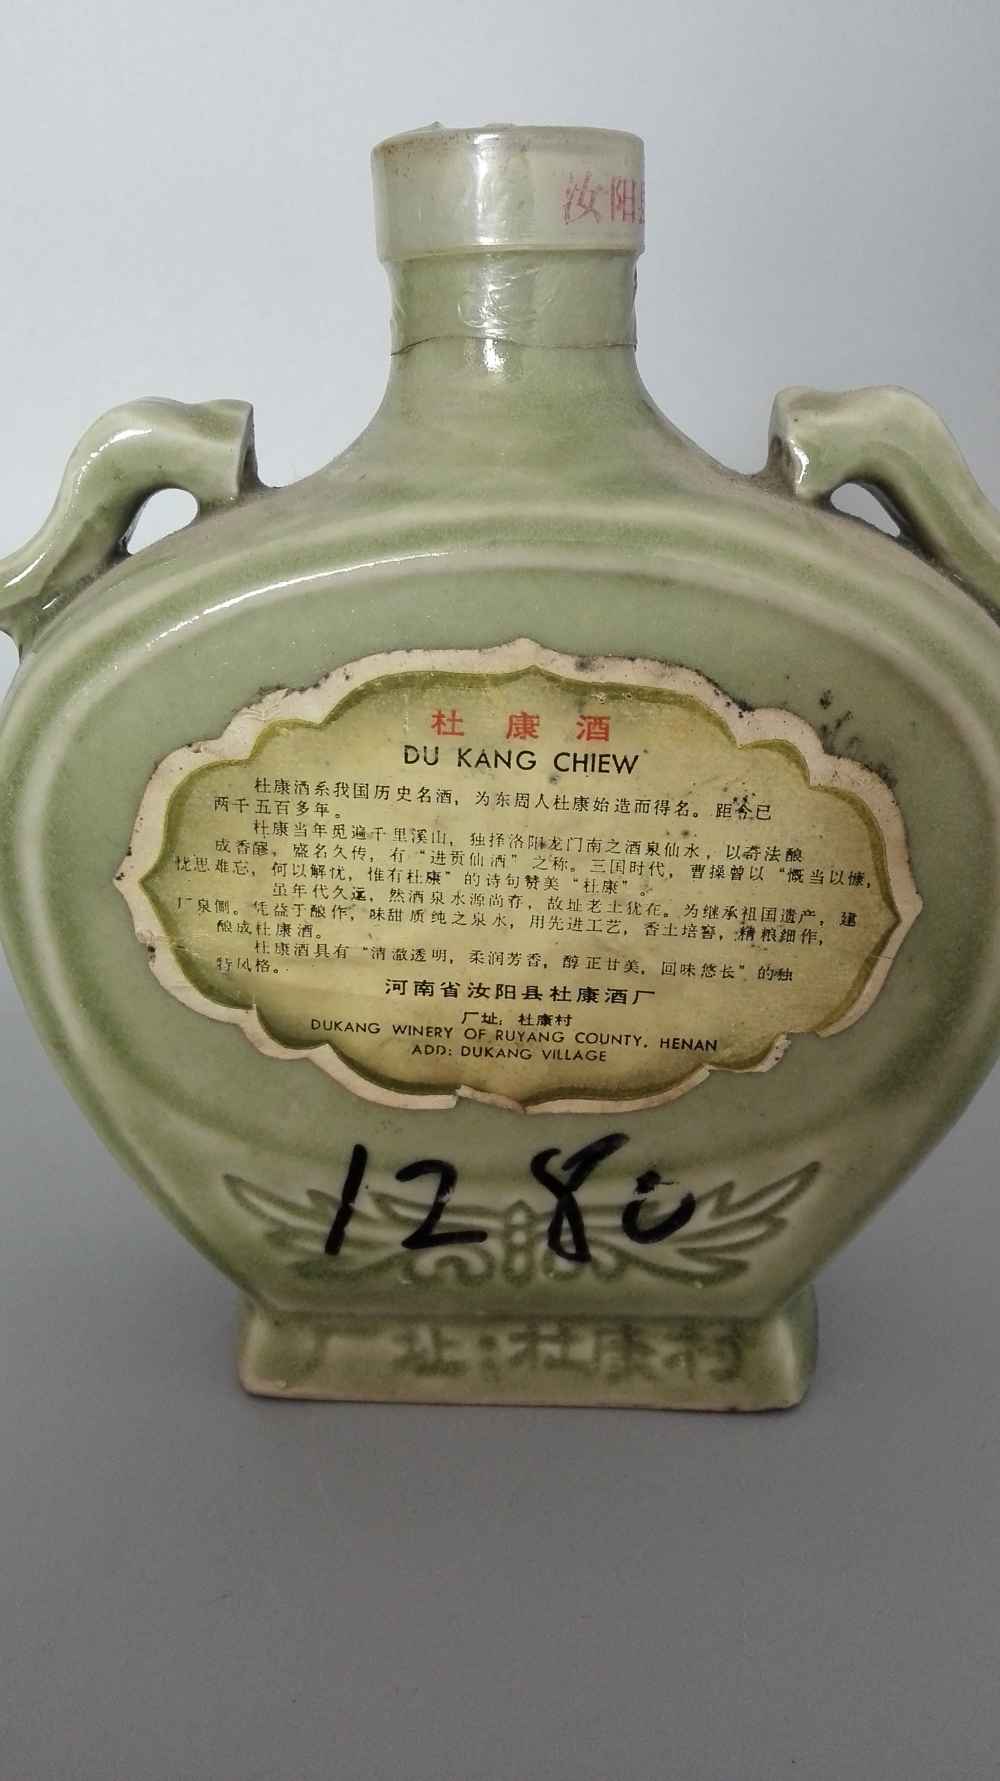 汝阳
杜康酒
DU KANG CHIEW
杜康酒系我国历史名酒，为东周人杜康始造而得名。距今已
两千五百多年。
杜康当年觅遍千里溪山，独择洛阳龙门南之酒泉仙水，以奇法酿
成香醪，盛名久传，有“进贡仙酒”之称。三国时代，曹操曾以“慨当以慷，
忧思难忘，何以解忧，惟有杜康”的诗句赞美“杜康”。
虽年代久远，然酒泉水源尚存，故址老土犹在。为继承祖国遗产，建
厂泉侧。凭益于酿作，味甜质纯之泉水，用先进工艺，香土培窖，精粮细作，
酿成杜康酒。
杜康酒具有“清澈透明，柔润芳香，醇正甘美，回味悠长”的独
特风格。
河南省汝阳县杜康酒厂
厂址：杜康村
DUKANG WINERY OF RUYANG COUNTY, HENAN
ADD: DUKANG VILLAGE
1280
厂址:杜康村